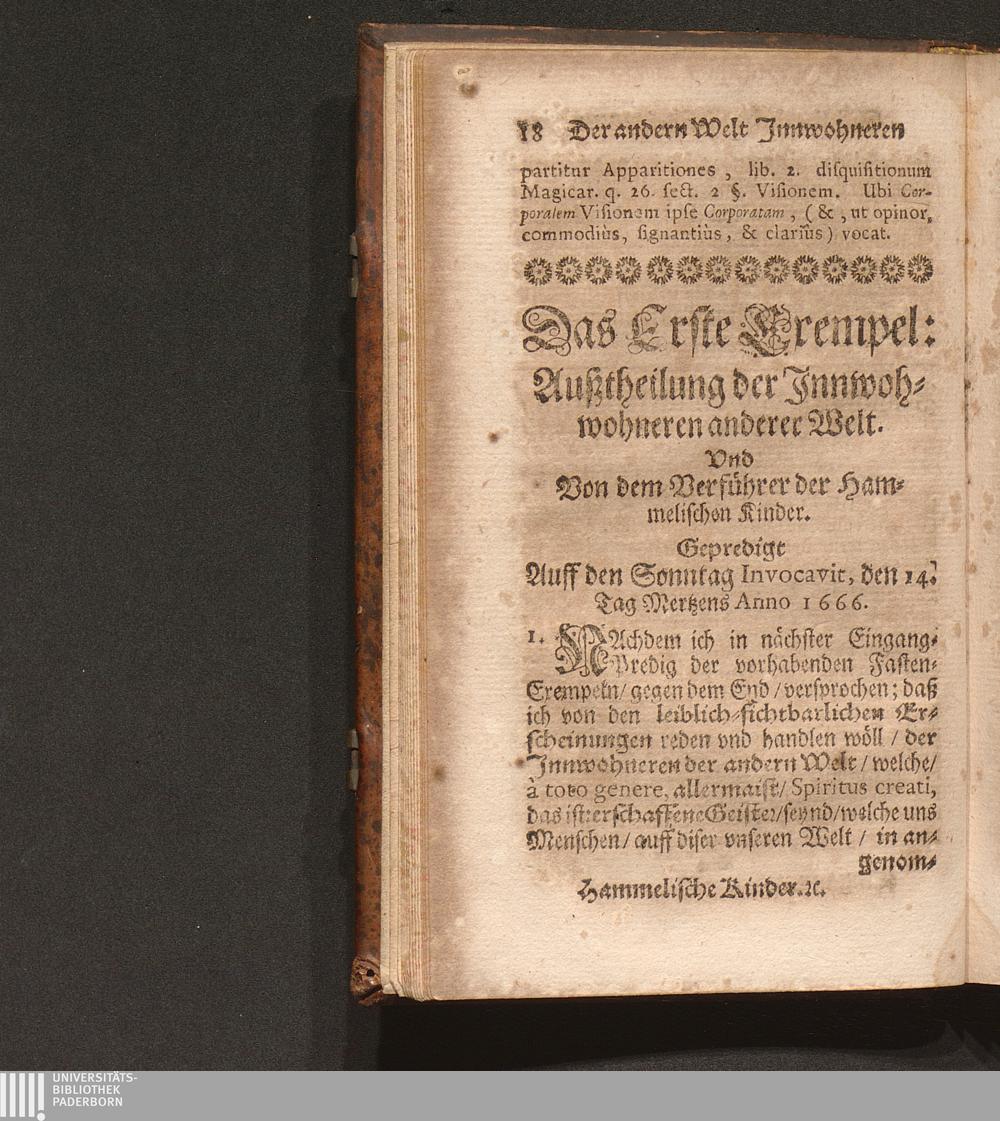 18 Der andern Welt Innwohneren
partitur Apparitiones, lib. 2. disquisitionum
Magicar. q. 26. sect. 2 §. Visionem. Ubi Cor-
poralem Visionem ipse Corporatam, (&, ut opinor,
commodiùs, signantiùs, & clariùs) vocat.
Das Erste Exempel:
Außtheilung der Innwoh-
wohneren anderer Welt.
Vnd
Von dem Verführer der Ham-
melischen Kinder.
Gepredigt
Auff den Sonntag Invocavit, den 14.
Tag Mertzens Anno 1666.
1. NAchdem ich in nächster Eingang-
Predig der vorhabenden Fasten-
Exempeln/ gegen dem End / versprochen; daß
ich von den leiblich-sichtbarlichen Er-
scheinungen reden vnd handlen wöll / der
Innwohneren der andern Welt / welche/
à toto genere, allermaist/ Spiritus creati,
das ist: erschaffene Geister/ seynd/ welche uns
Menschen/ auff diser vnseren Welt / in an-
genom-
Hammelische Kinder. ꝛc.
UNIVERSITÄTS-
BIBLIOTHEK
PADERBORN